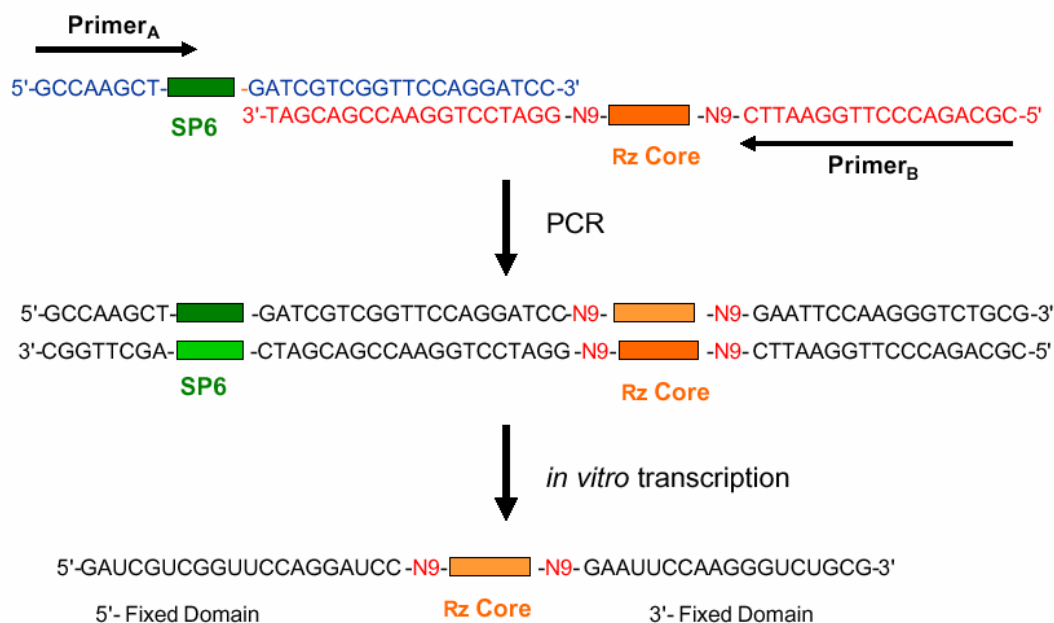 Primer_A
5'-GCCAAGCT- -GATCGTCGGTTCCAGGATCC-3'
3'-TAGCAGCCAAGGTCCTAGG -N9- -N9- CTTAAGGTTCCCAGACGC-5'
SP6
Rz Core
Primer_B
PCR
5'-GCCAAGCT- -GATCGTCGGTTCCAGGATCC-N9- -N9- GAATTCCAAGGGTCTGCG-3'
3'-CGGTTCGA- -CTAGCAGCCAAGGTCCTAGG -N9- -N9- CTTAAGGTTCCCAGACGC-5'
SP6
Rz Core
in vitro transcription
5'-GAUCGUCGGUUCCAGGAUCC -N9- -N9- GAAUUCCAAGGGUCUGCG-3'
5'- Fixed Domain Rz Core 3'- Fixed Domain